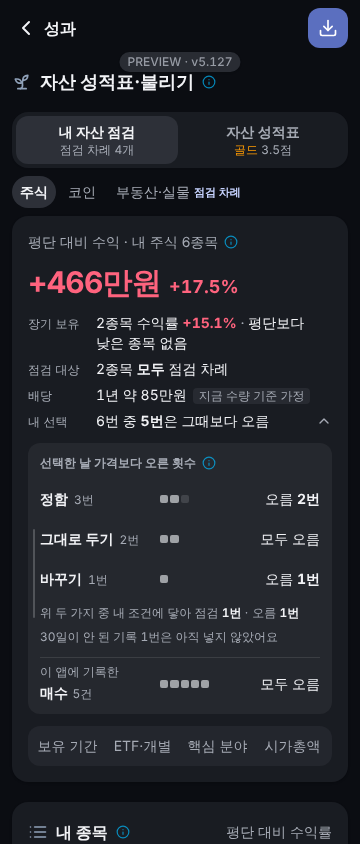 성과
PREVIEW · v5.127
자산 성적표·불리기
내 자산 점검
점검 차례 4개
자산 성적표
골드 3.5점
주식
코인
부동산·실물 점검 차례
평단 대비 수익 · 내 주식 6종목
+466만원 +17.5%
장기 보유 2종목 수익률 +15.1% · 평단보다
낮은 종목 없음
점검 대상 2종목 모두 점검 차례
배당 1년 약 85만원 지금 수량 기준 가정
내 선택 6번 중 5번은 그때보다 오름
선택한 날 가격보다 오른 횟수
정함 3번 오름 2번
그대로 두기 2번 모두 오름
바꾸기 1번 오름 1번
위 두 가지 중 내 조건에 닿아 점검 1번 · 오름 1번
30일이 안 된 기록 1번은 아직 넣지 않았어요
이 앱에 기록한
매수 5건 모두 오름
보유 기간 ETF·개별 핵심 분야 시가총액
내 종목 평단 대비 수익률